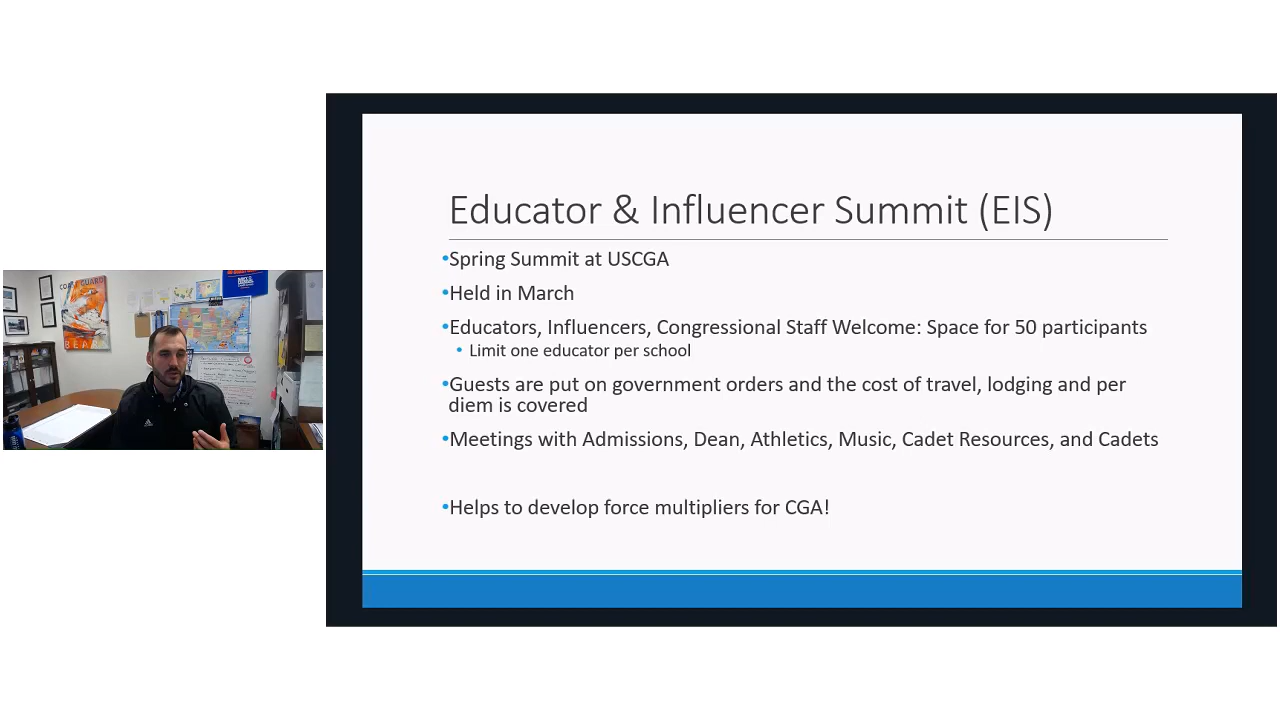 Educator & Influencer Summit (EIS)
•Spring Summit at USCGA
•Held in March
•Educators, Influencers, Congressional Staff Welcome: Space for 50 participants
• Limit one educator per school
•Guests are put on government orders and the cost of travel, lodging and per
diem is covered
•Meetings with Admissions, Dean, Athletics, Music, Cadet Resources, and Cadets
•Helps to develop force multipliers for CGA!
COAST GUARD
BEARS